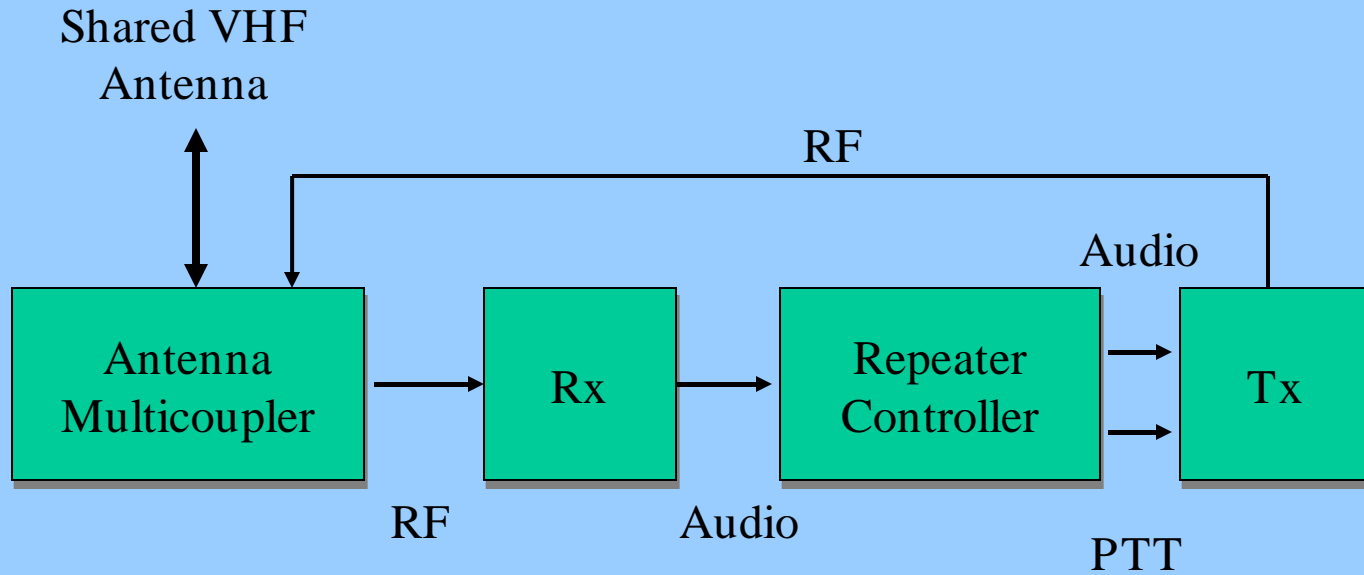 Shared VHF
Antenna
RF
Audio
Antenna
Multicoupler
Rx
Repeater
Controller
Tx
RF
Audio
PTT